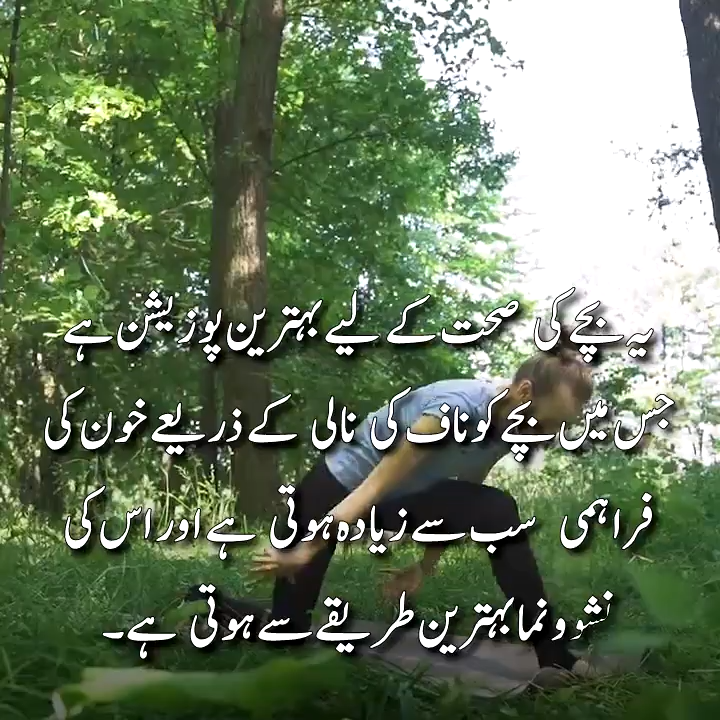 یہ بچے کی صحت کے لیے بہترین پوزیشن ہے
جس میں بچے کو ناف کی نالی کے ذریعے خون کی
فراہمی سب سے زیادہ ہوتی ہے اور اس کی
نشوونما بہترین طریقے سے ہوتی ہے۔